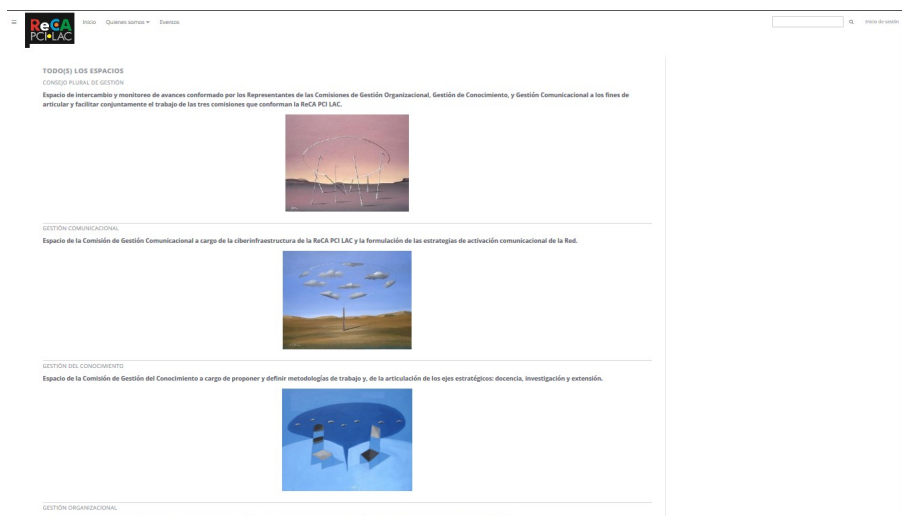 ReCA
PCI LAC
Inicio
Quienes somos
Eventos
Inicio de sesión
TODO(S) LOS ESPACIOS
CONSEJO PLURAL DE GESTIÓN
Espacio de intercambio y monitoreo de avances conformado por los Representantes de las Comisiones de Gestión Organizacional, Gestión de Conocimiento, y Gestión Comunicacional a los fines de
articular y facilitar conjuntamente el trabajo de las tres comisiones que conforman la ReCA PCI LAC.
GESTIÓN COMUNICACIONAL
Espacio de la Comisión de Gestión Comunicacional a cargo de la ciberinfraestructura de la ReCA PCI LAC y la formulación de las estrategias de activación comunicacional de la Red.
GESTIÓN DEL CONOCIMIENTO
Espacio de la Comisión de Gestión del Conocimiento a cargo de proponer y definir metodologías de trabajo y, de la articulación de los ejes estratégicos: docencia, investigación y extensión.
GESTIÓN ORGANIZACIONAL